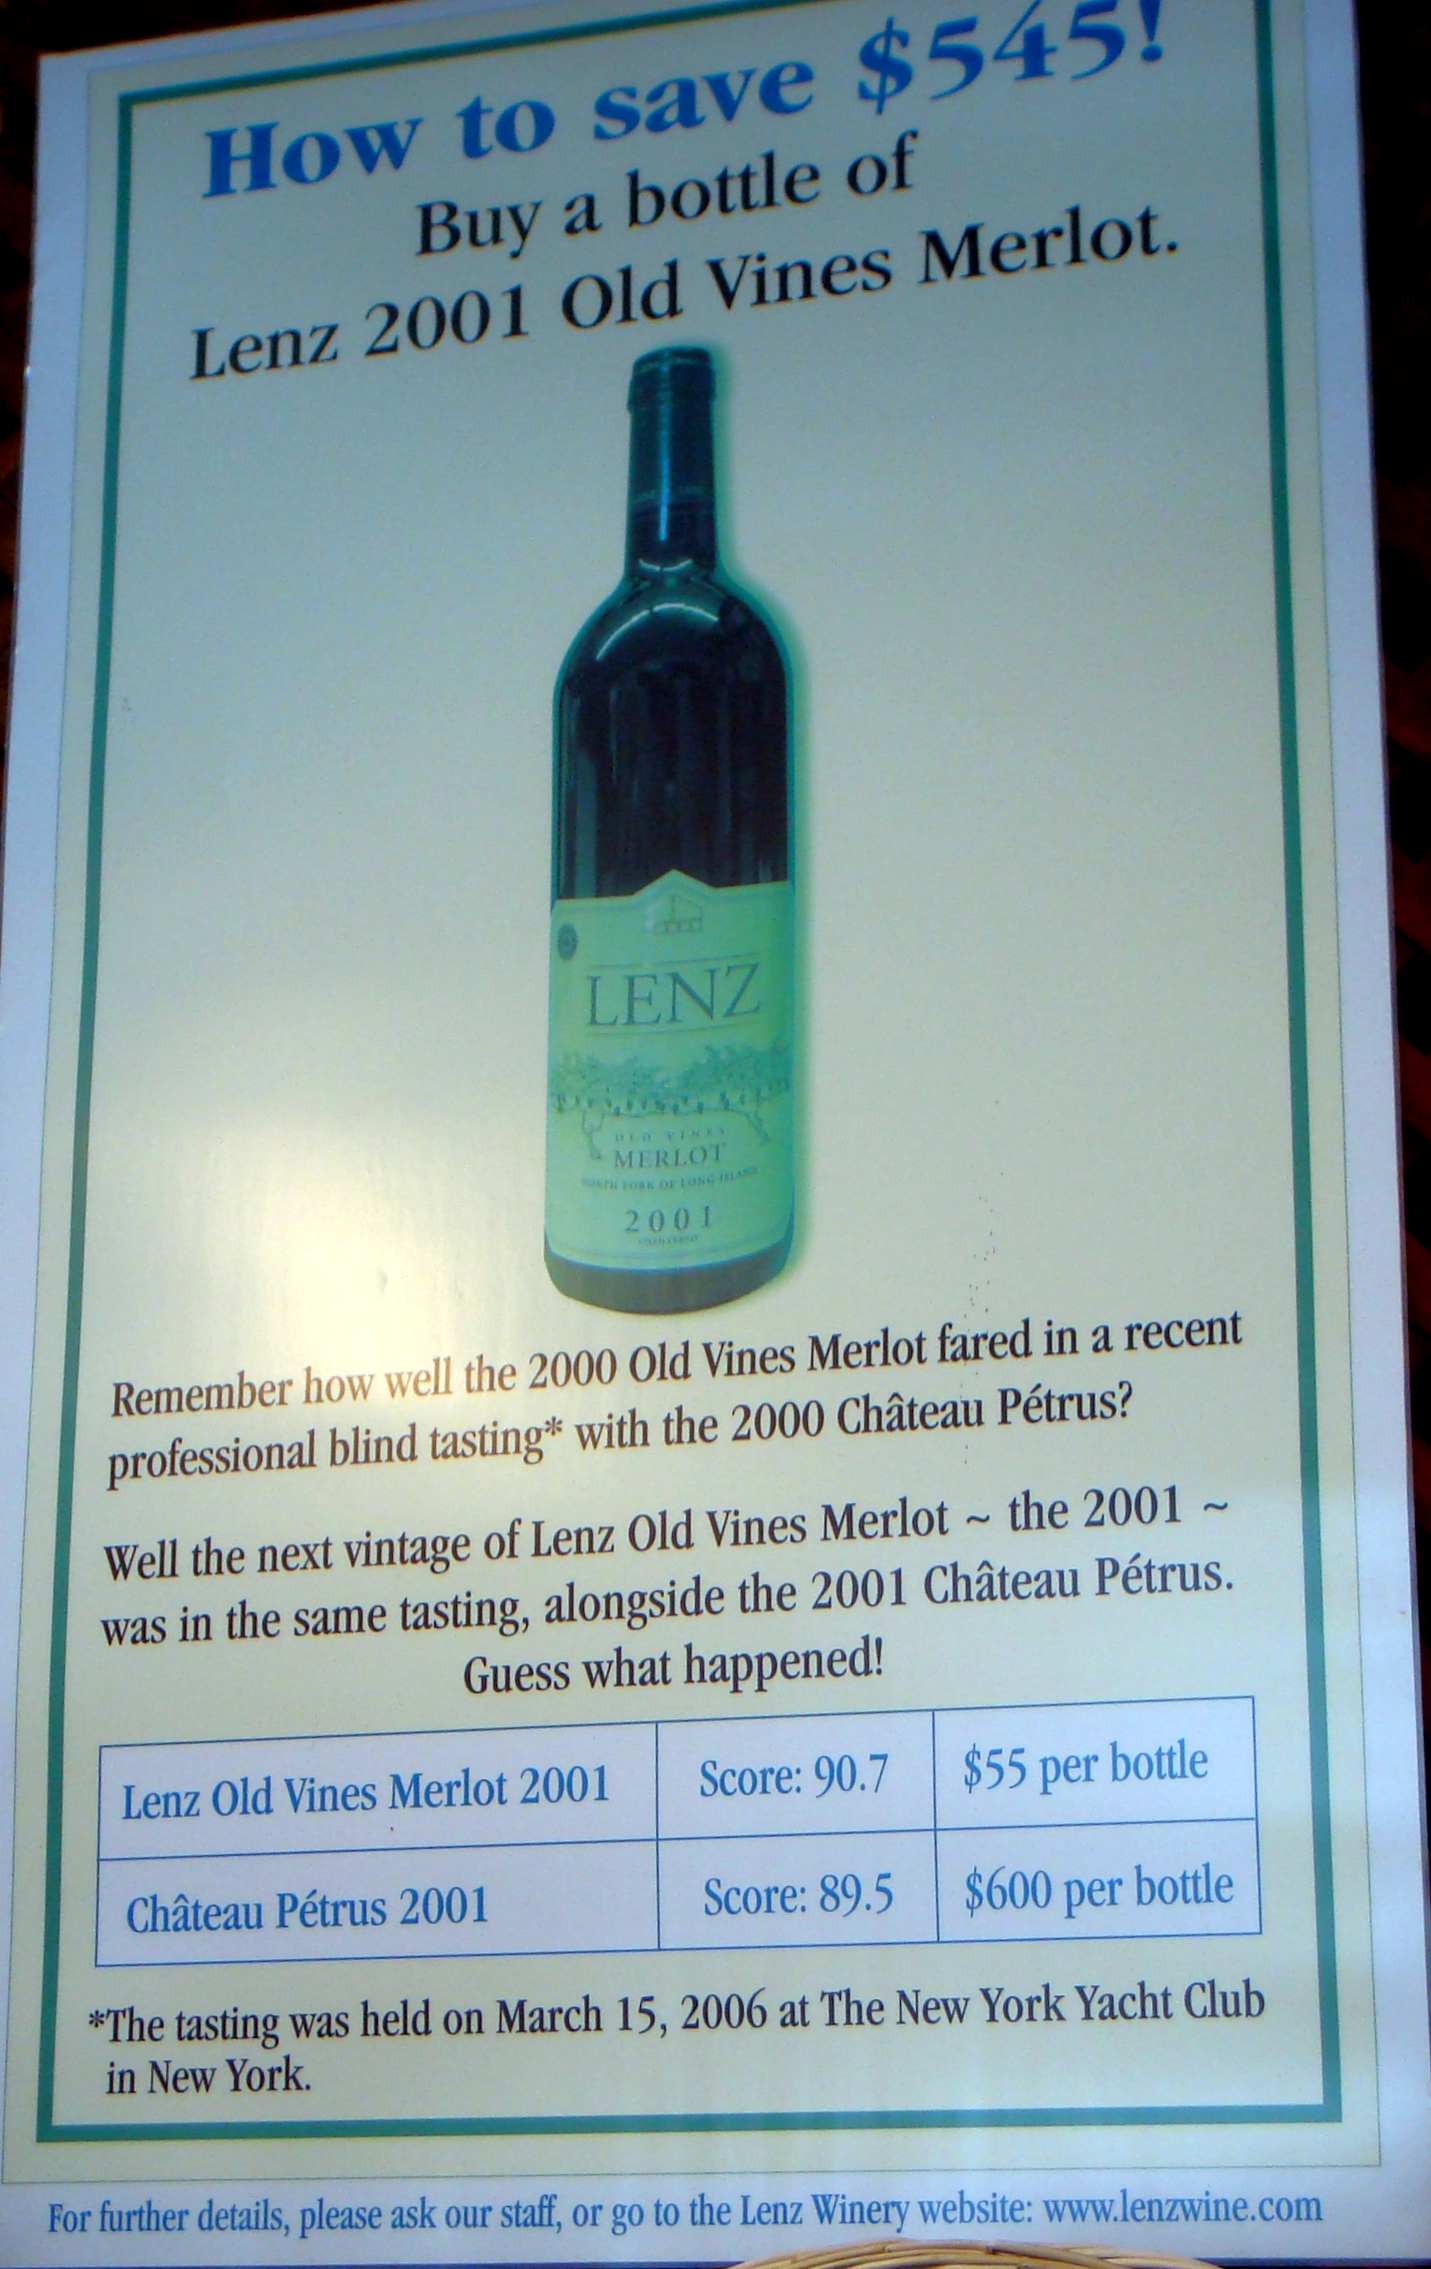 How to save $545!
Buy a bottle of
Lenz 2001 Old Vines Merlot.
LENZ
OLD VINES
MERLOT
NORTH FORK OF LONG ISLAND
2001
Remember how well the 2000 Old Vines Merlot fared in a recent
professional blind tasting* with the 2000 Château Pétrus?
Well the next vintage of Lenz Old Vines Merlot ~ the 2001 ~
was in the same tasting, alongside the 2001 Château Pétrus.
Guess what happened!
Lenz Old Vines Merlot 2001 Score: 90.7 $55 per bottle
Château Pétrus 2001 Score: 89.5 $600 per bottle
*The tasting was held on March 15, 2006 at The New York Yacht Club
in New York.
For further details, please ask our staff, or go to the Lenz Winery website: www.lenzwine.com